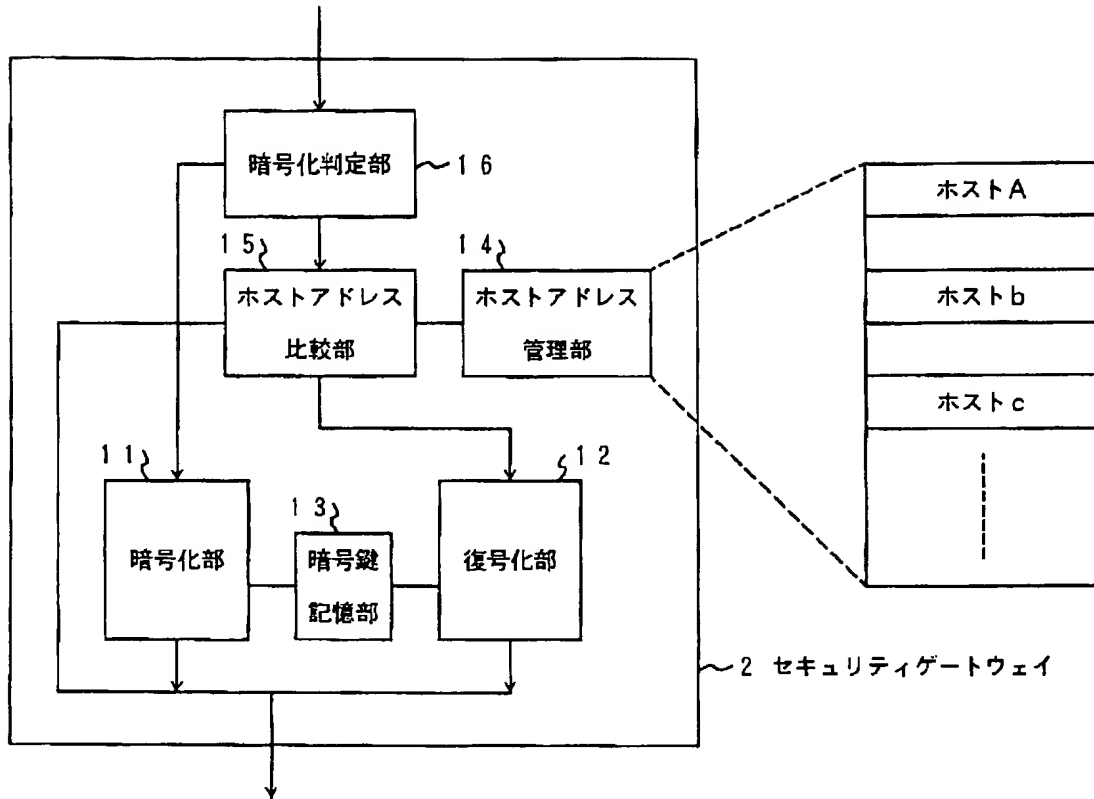 暗号化判定部
16
ホストA
15
14
ホストアドレス
比較部
ホストアドレス
管理部
ホストb
ホストc
11
12
13
暗号化部
暗号鍵
記憶部
復号化部
2 セキュリティゲートウェイ